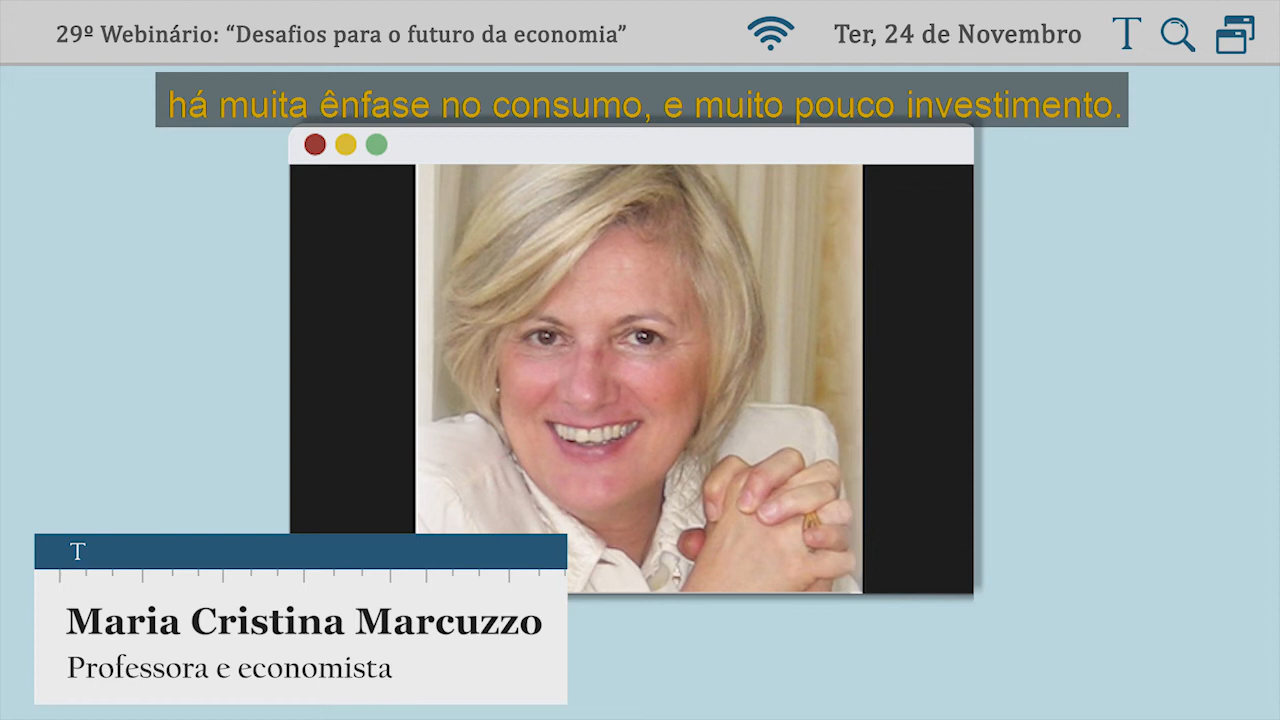 29º Webinário: “Desafios para o futuro da economia”
Ter, 24 de Novembro
T
há muita ênfase no consumo, e muito pouco investimento.
T
Maria Cristina Marcuzzo
Professora e economista